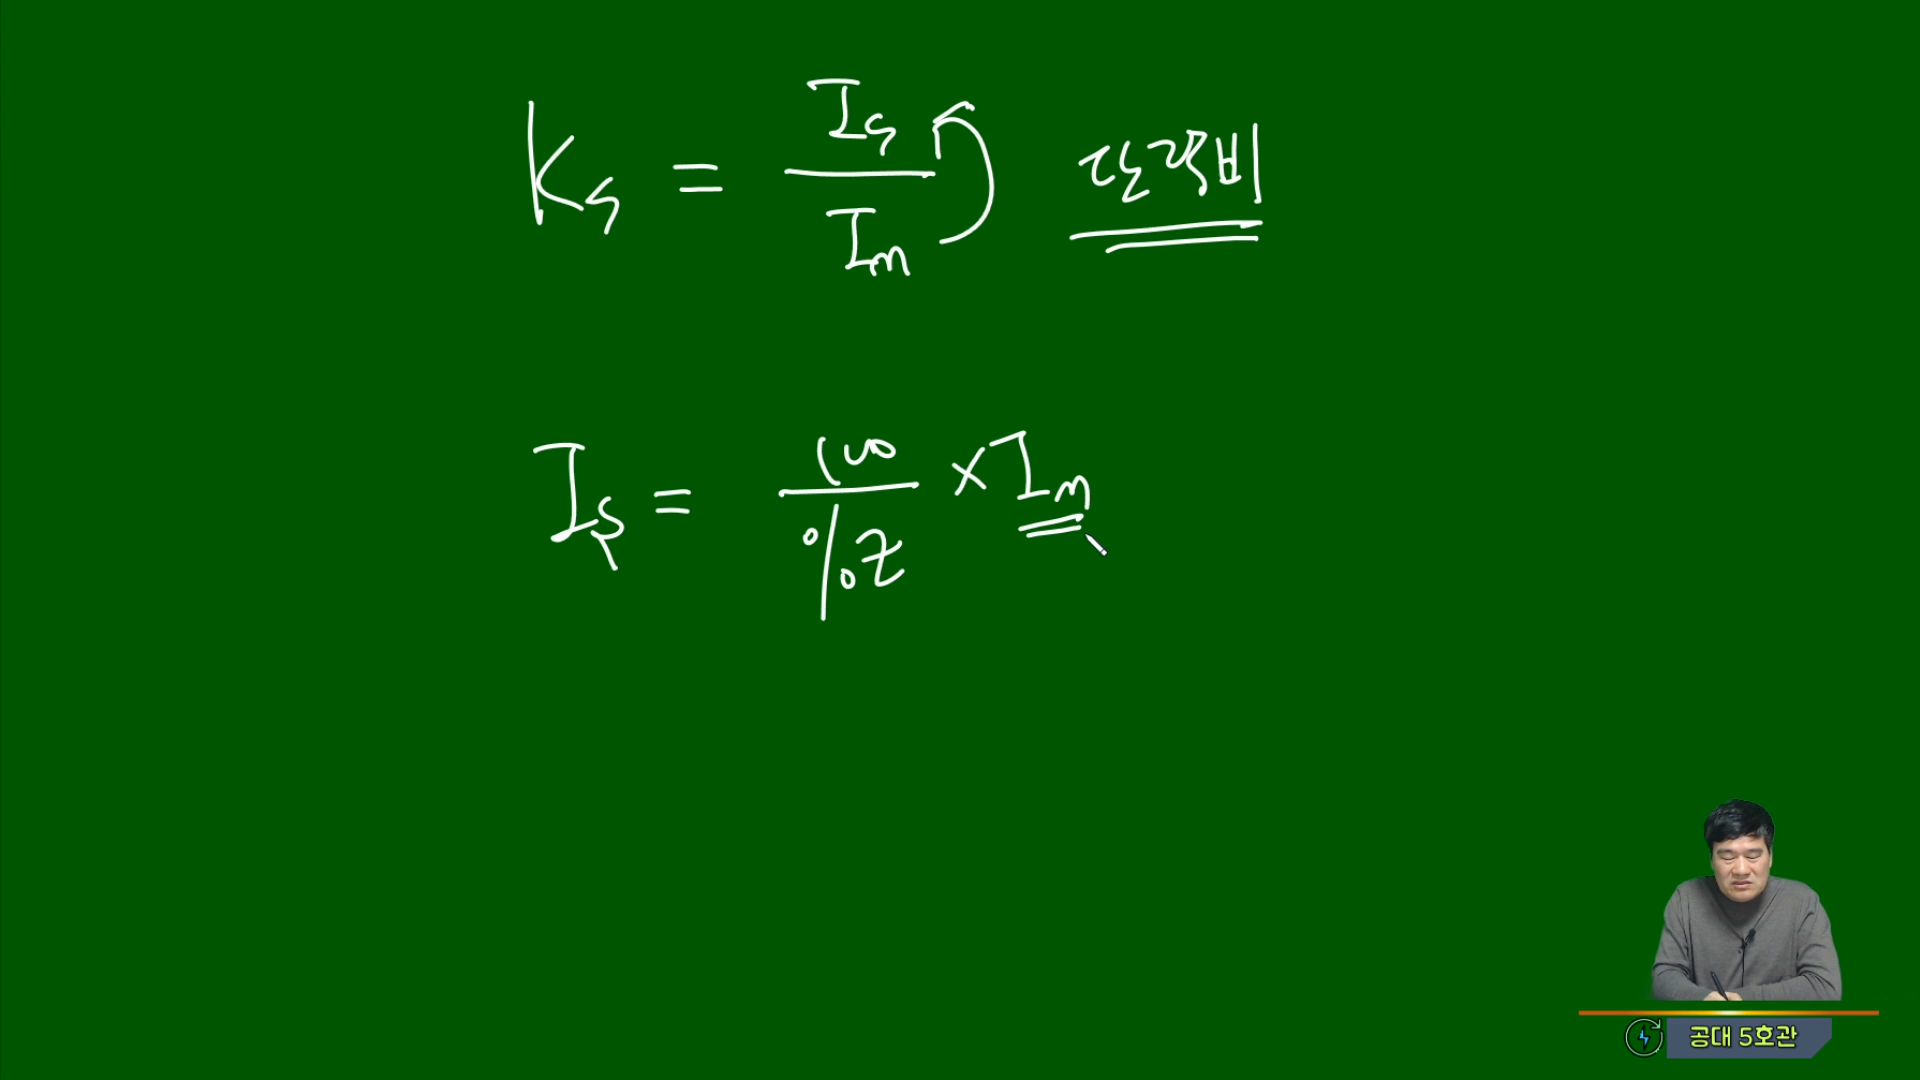 Ks = Is / In 단락비
Is = 100 / %Z × In
공대 5호관